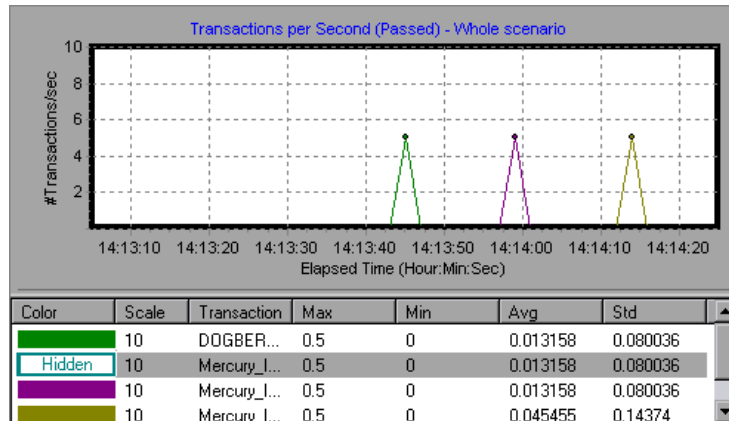 Transactions per Second (Passed) - Whole scenario
10
8
6
4
2
#Transactions/sec
14:13:10 14:13:20 14:13:30 14:13:40 14:13:50 14:14:00 14:14:10 14:14:20
Elapsed Time (Hour:Min:Sec)
Color Scale Transaction Max Min Avg Std
10 DOGBER... 0.5 0 0.013158 0.080036
Hidden 10 Mercury_I... 0.5 0 0.013158 0.080036
10 Mercury_I... 0.5 0 0.013158 0.080036
10 Mercury_I... 0.5 0 0.045455 0.14374